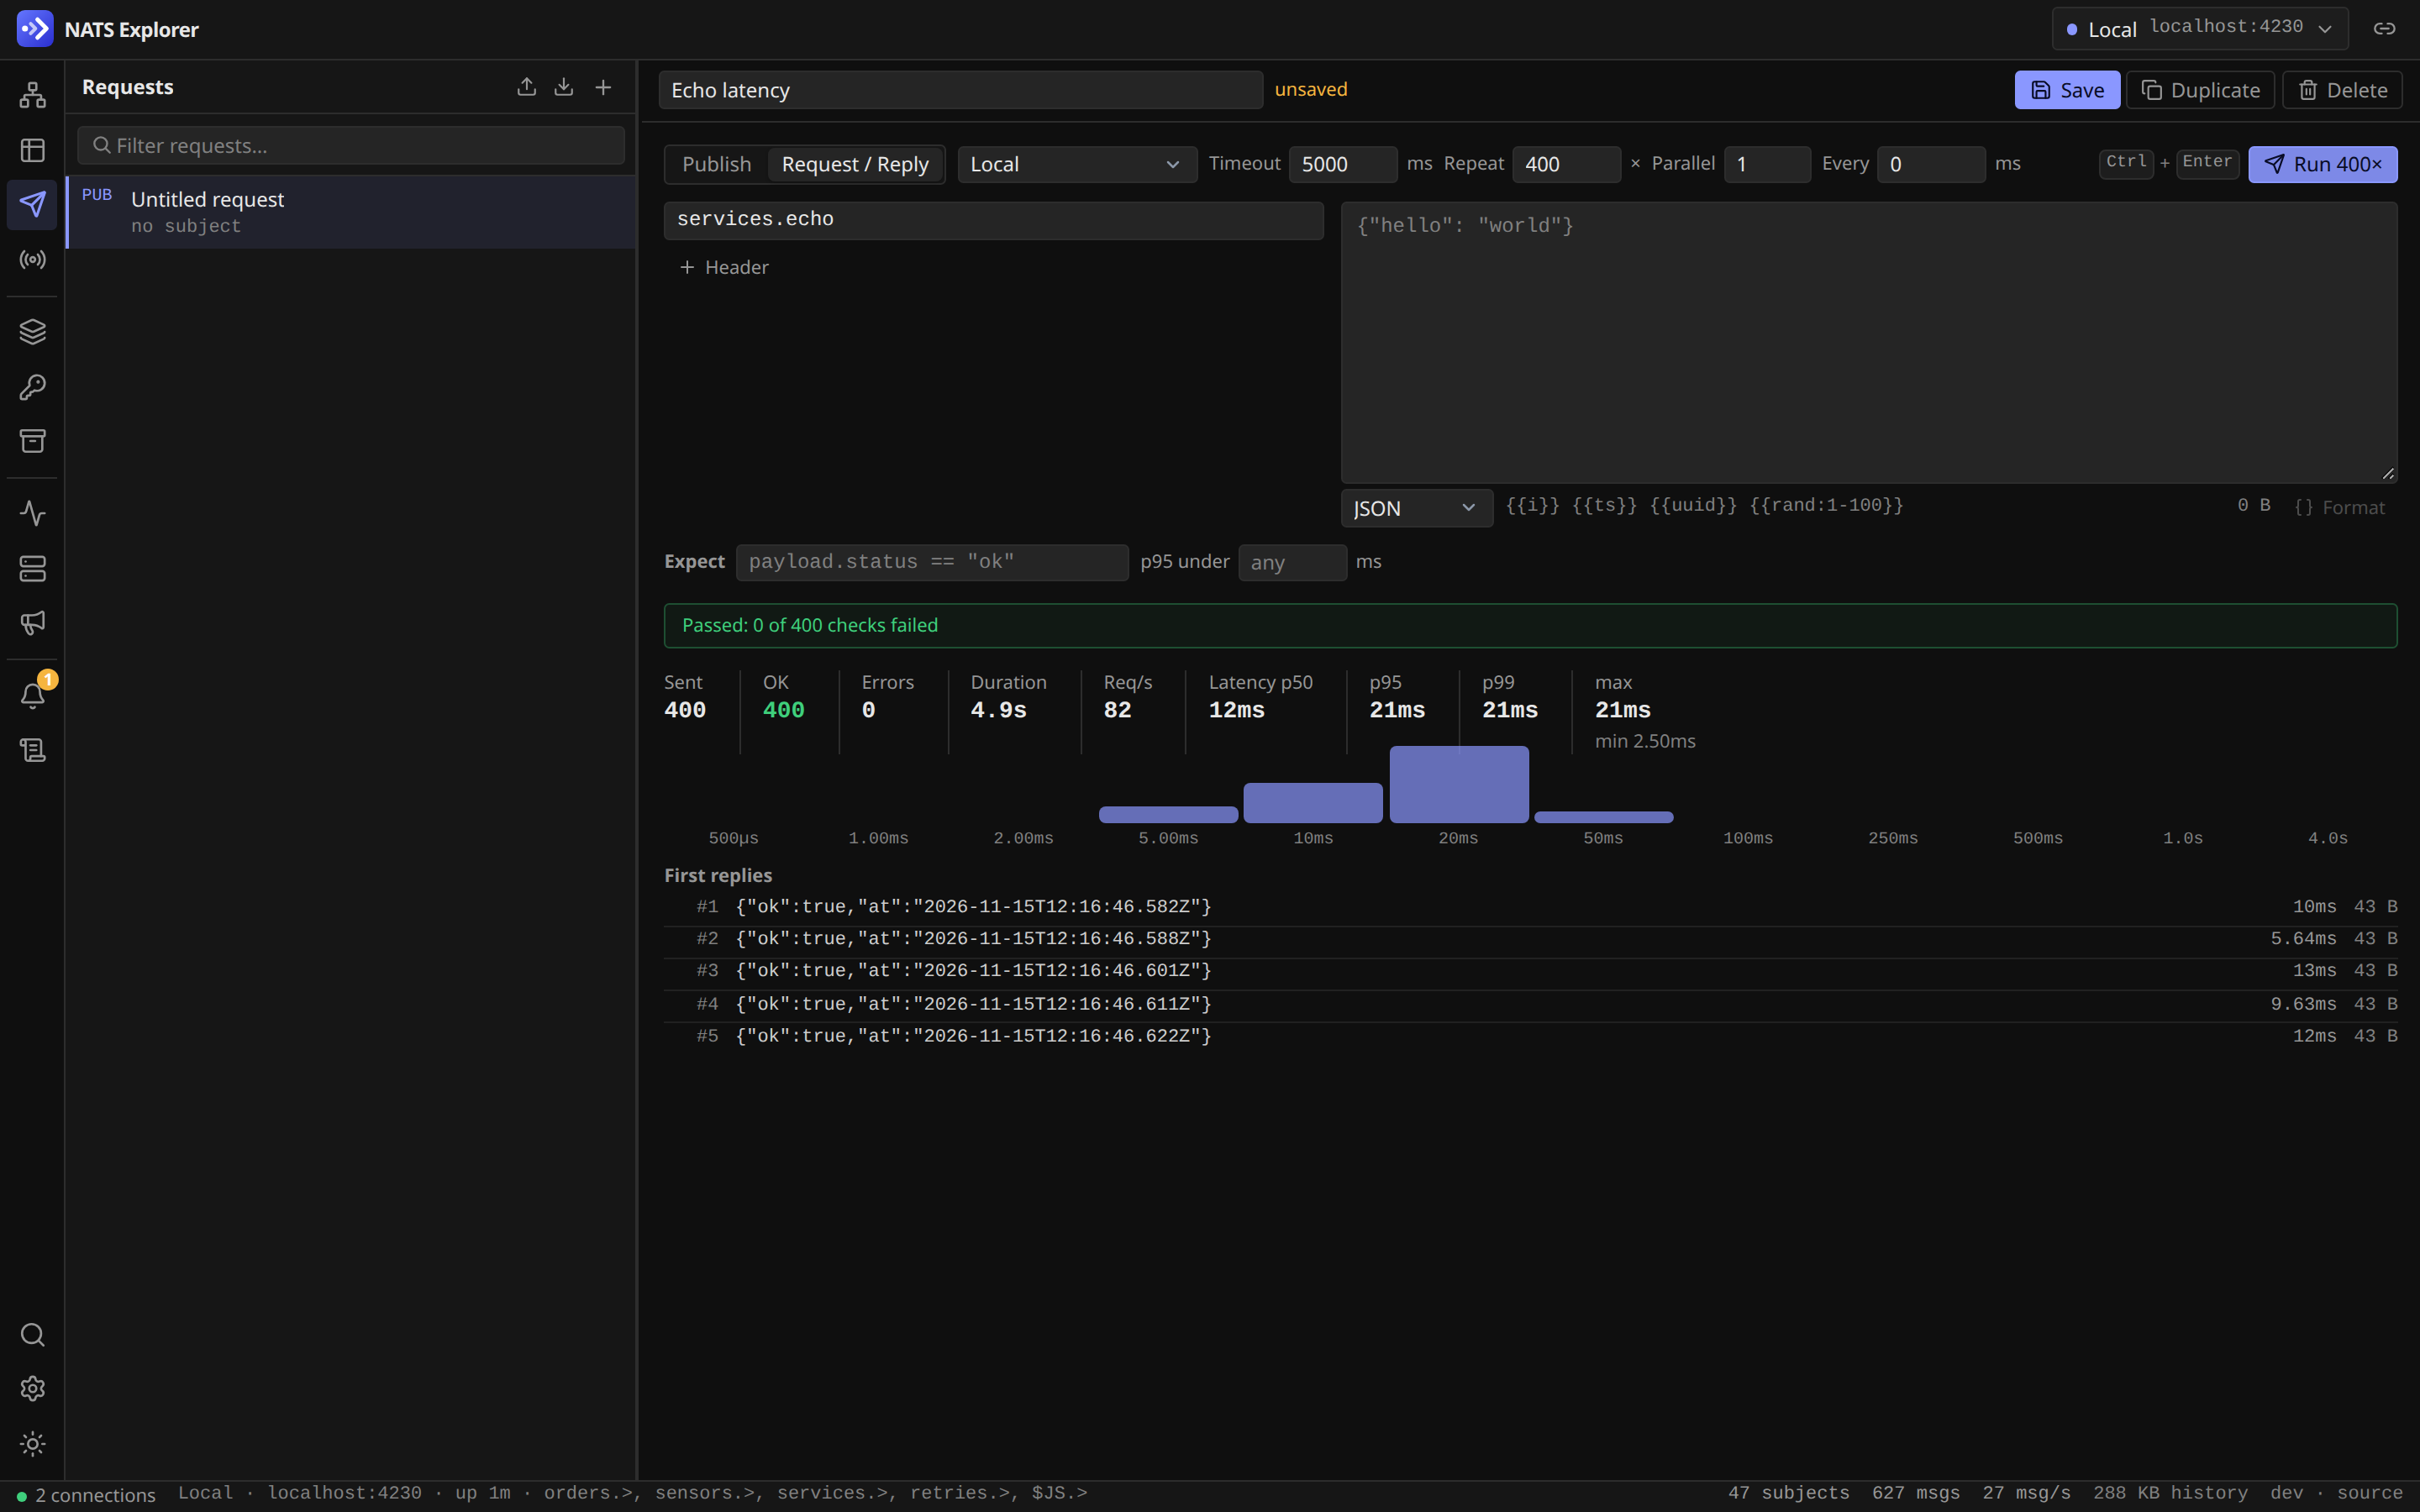 NATS Explorer
Local localhost:4230
Requests
Filter requests...
PUB Untitled request
no subject
Echo latency unsaved Save Duplicate Delete
Publish Request / Reply Local Timeout 5000 ms Repeat 400 × Parallel 1 Every 0 ms Ctrl + Enter Run 400×
services.echo
{"hello": "world"}
+ Header
JSON {{i}} {{ts}} {{uuid}} {{rand:1-100}} 0 B {} Format
Expect payload.status == "ok" p95 under any ms
Passed: 0 of 400 checks failed
Sent OK Errors Duration Req/s Latency p50 p95 p99 max
400 400 0 4.9s 82 12ms 21ms 21ms 21ms
min 2.50ms
500µs 1.00ms 2.00ms 5.00ms 10ms 20ms 50ms 100ms 250ms 500ms 1.0s 4.0s
First replies
#1 {"ok":true,"at":"2026-11-15T12:16:46.582Z"} 10ms 43 B
#2 {"ok":true,"at":"2026-11-15T12:16:46.588Z"} 5.64ms 43 B
#3 {"ok":true,"at":"2026-11-15T12:16:46.601Z"} 13ms 43 B
#4 {"ok":true,"at":"2026-11-15T12:16:46.611Z"} 9.63ms 43 B
#5 {"ok":true,"at":"2026-11-15T12:16:46.622Z"} 12ms 43 B
1
2 connections Local · localhost:4230 · up 1m · orders.>, sensors.>, services.>, retries.>, $JS.> 47 subjects 627 msgs 27 msg/s 288 KB history dev · source